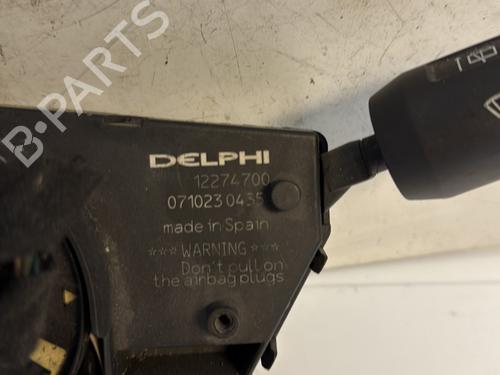 B-PARTS
DELPHI
12274700
071023 0435
made in Spain
*** WARNING ***
Don't pull on
the airbag plugs